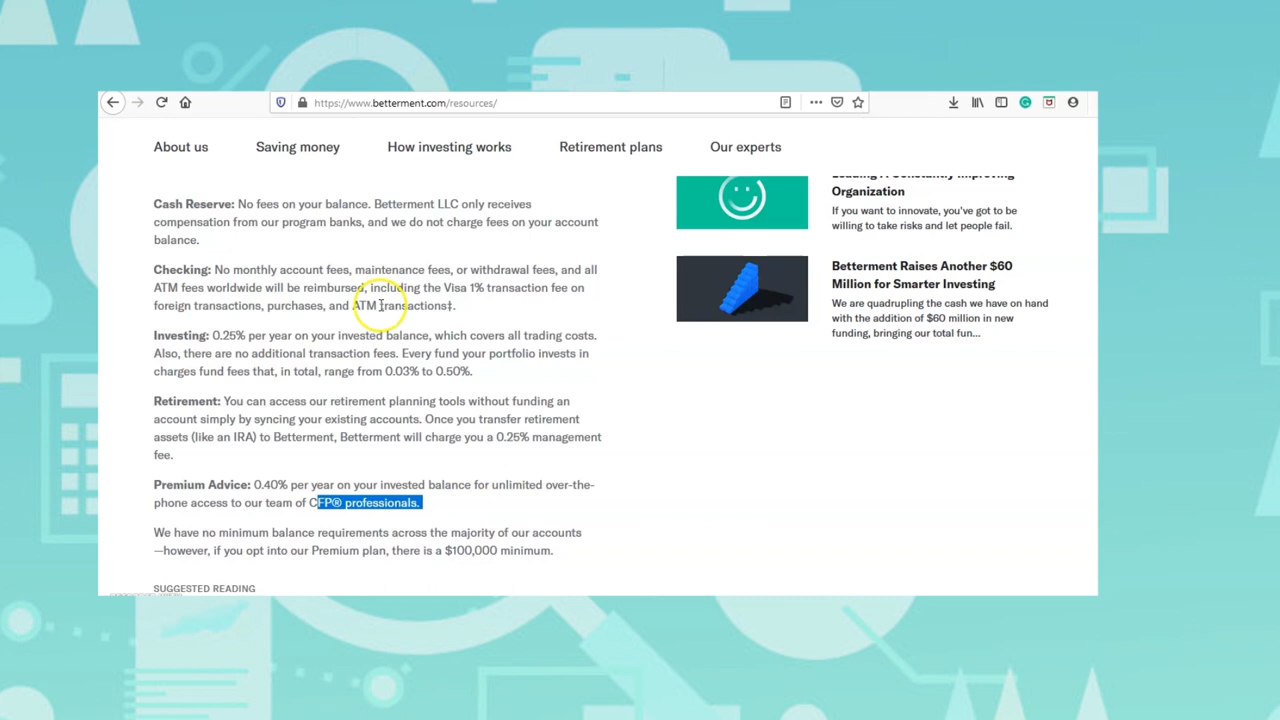 https://www.betterment.com/resources/
About us Saving money How investing works Retirement plans Our experts
Cash Reserve: No fees on your balance. Betterment LLC only receives
compensation from our program banks, and we do not charge fees on your account
balance.
Checking: No monthly account fees, maintenance fees, or withdrawal fees, and all
ATM fees worldwide will be reimbursed, including the Visa 1% transaction fee on
foreign transactions, purchases, and ATM transactions‡.
Investing: 0.25% per year on your invested balance, which covers all trading costs.
Also, there are no additional transaction fees. Every fund your portfolio invests in
charges fund fees that, in total, range from 0.03% to 0.50%.
Retirement: You can access our retirement planning tools without funding an
account simply by syncing your existing accounts. Once you transfer retirement
assets (like an IRA) to Betterment, Betterment will charge you a 0.25% management
fee.
Premium Advice: 0.40% per year on your invested balance for unlimited over-the-
phone access to our team of CFP® professionals.
We have no minimum balance requirements across the majority of our accounts
—however, if you opt into our Premium plan, there is a $100,000 minimum.
SUGGESTED READING
Leading A Constantly Improving
Organization
If you want to innovate, you've got to be
willing to take risks and let people fail.
Betterment Raises Another $60
Million for Smarter Investing
We are quadrupling the cash we have on hand
with the addition of $60 million in new
funding, bringing our total fun...
%